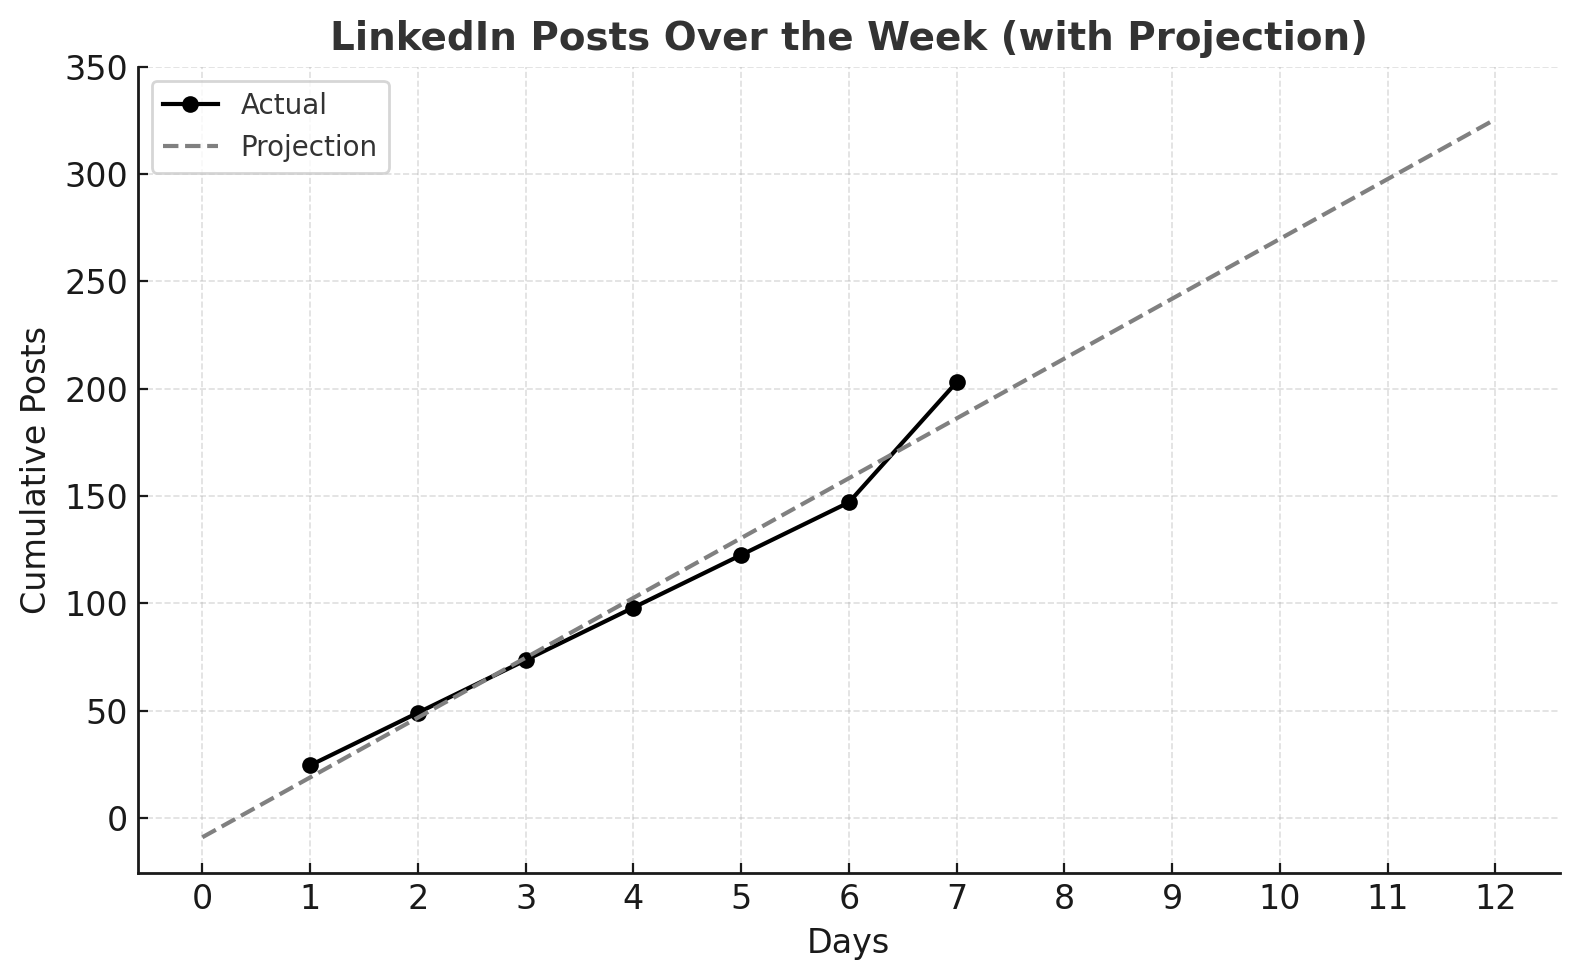 LinkedIn Posts Over the Week (with Projection)
Actual
Projection
350
300
250
200
150
100
50
0
Cumulative Posts
0 1 2 3 4 5 6 7 8 9 10 11 12
Days